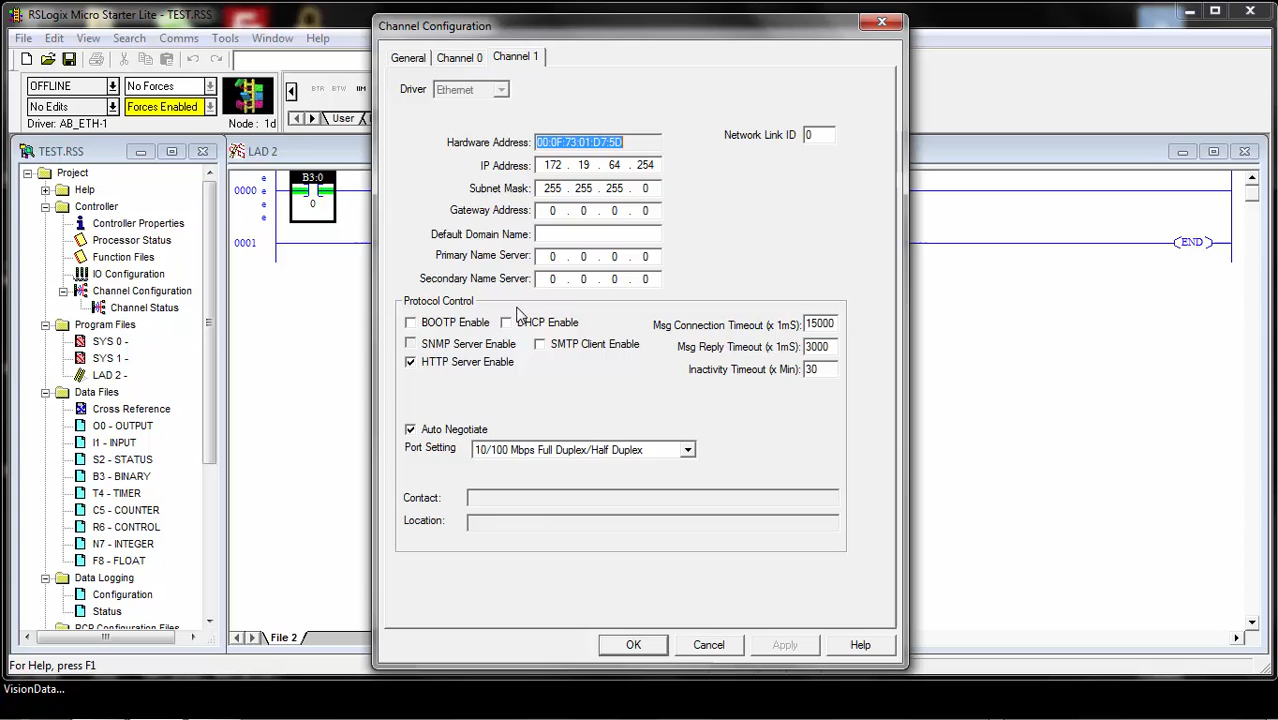 RSLogix Micro Starter Lite - TEST.RSS
File Edit View Search Comms Tools Window Help
OFFLINE No Forces
No Edits Forces Enabled
Driver: AB_ETH-1 Node : 1d
BTR BTW IIM
User
TEST.RSS
Project
Help
Controller
Controller Properties
Processor Status
Function Files
IO Configuration
Channel Configuration
Channel Status
Program Files
SYS 0 -
SYS 1 -
LAD 2 -
Data Files
Cross Reference
O0 - OUTPUT
I1 - INPUT
S2 - STATUS
B3 - BINARY
T4 - TIMER
C5 - COUNTER
R6 - CONTROL
N7 - INTEGER
F8 - FLOAT
Data Logging
Configuration
Status
RCP Configuration Files
LAD 2
0000 e e e e B3:0 0
0001 END
File 2
For Help, press F1
VisionData...
Channel Configuration
General Channel 0 Channel 1
Driver Ethernet
Hardware Address: 00:0F:73:01:D7:5D Network Link ID 0
IP Address: 172 . 19 . 64 . 254
Subnet Mask: 255 . 255 . 255 . 0
Gateway Address: 0 . 0 . 0 . 0
Default Domain Name:
Primary Name Server: 0 . 0 . 0 . 0
Secondary Name Server: 0 . 0 . 0 . 0
Protocol Control
BOOTP Enable DHCP Enable Msg Connection Timeout (x 1mS): 15000
SNMP Server Enable SMTP Client Enable Msg Reply Timeout (x 1mS): 3000
HTTP Server Enable Inactivity Timeout (x Min): 30
Auto Negotiate
Port Setting 10/100 Mbps Full Duplex/Half Duplex
Contact:
Location:
OK Cancel Apply Help